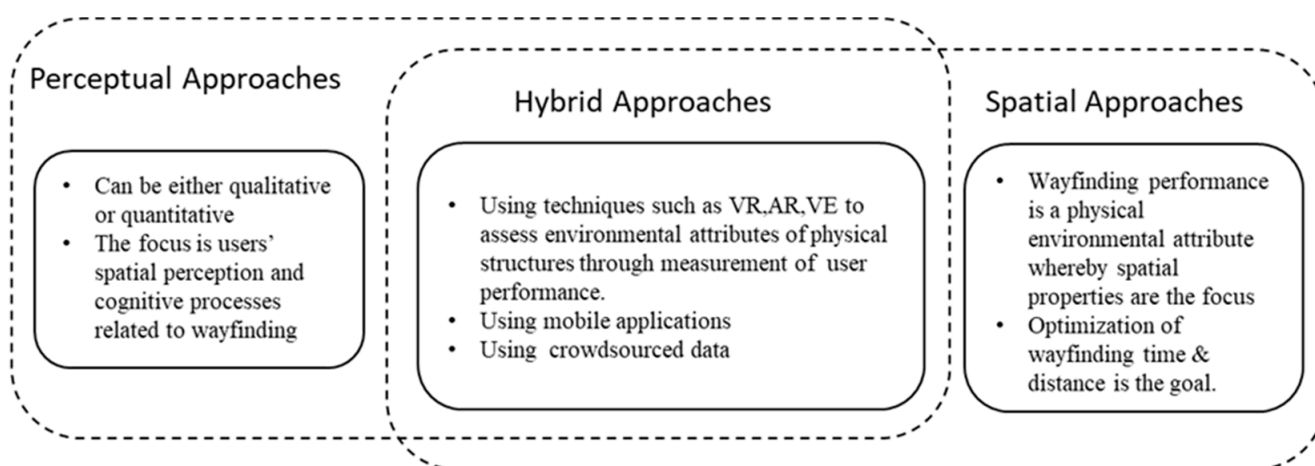 Perceptual Approaches
• Can be either qualitative
or quantitative
• The focus is users’
spatial perception and
cognitive processes
related to wayfinding
Hybrid Approaches
• Using techniques such as VR,AR,VE to
assess environmental attributes of physical
structures through measurement of user
performance.
• Using mobile applications
• Using crowdsourced data
Spatial Approaches
• Wayfinding performance
is a physical
environmental attribute
whereby spatial
properties are the focus
• Optimization of
wayfinding time &
distance is the goal.